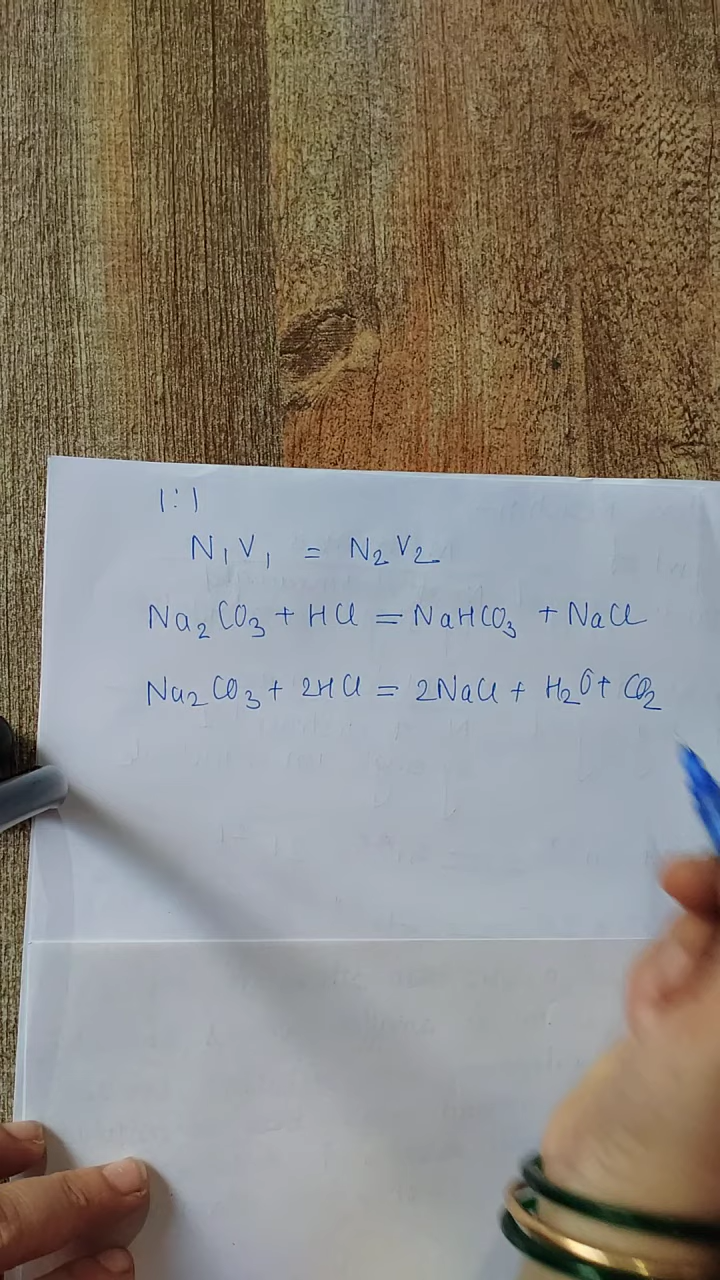 1:1
N₁V₁ = N₂V₂
Na₂CO₃ + HCl = NaHCO₃ + NaCl
Na₂CO₃ + 2HCl = 2NaCl + H₂O + CO₂